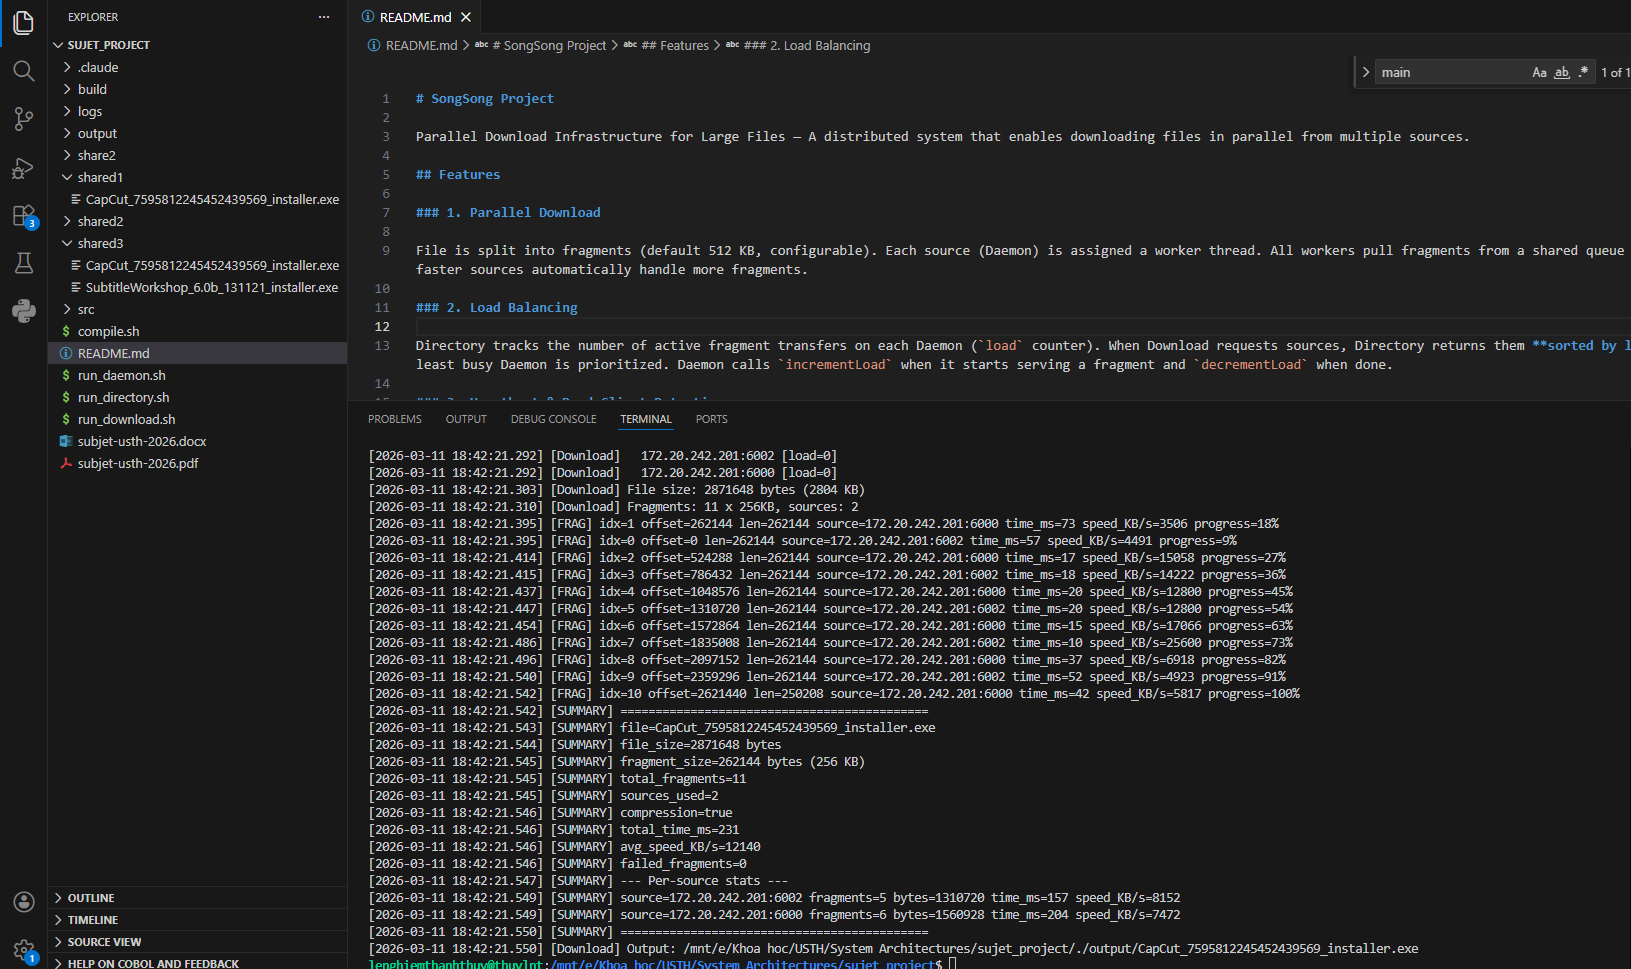 EXPLORER
SUJET_PROJECT
.claude
build
logs
output
share2
shared1
CapCut_7595812245452439569_installer.exe
shared2
shared3
CapCut_7595812245452439569_installer.exe
SubtitleWorkshop_6.0b_131121_installer.exe
src
$ compile.sh
README.md
$ run_daemon.sh
$ run_directory.sh
$ run_download.sh
subjet-usth-2026.docx
subjet-usth-2026.pdf
OUTLINE
TIMELINE
SOURCE VIEW
HELP ON COBOL AND FEEDBACK
3
1
README.md
README.md > abc # SongSong Project > abc ## Features > abc ### 2. Load Balancing
main Aa ab .* 1 of 1
1 # SongSong Project
2
3 Parallel Download Infrastructure for Large Files — A distributed system that enables downloading files in parallel from multiple sources.
4
5 ## Features
6
7 ### 1. Parallel Download
8
9 File is split into fragments (default 512 KB, configurable). Each source (Daemon) is assigned a worker thread. All workers pull fragments from a shared queue
faster sources automatically handle more fragments.
10
11 ### 2. Load Balancing
12
13 Directory tracks the number of active fragment transfers on each Daemon (`load` counter). When Download requests sources, Directory returns them **sorted by l
least busy Daemon is prioritized. Daemon calls `incrementLoad` when it starts serving a fragment and `decrementLoad` when done.
14
PROBLEMS OUTPUT DEBUG CONSOLE TERMINAL PORTS
[2026-03-11 18:42:21.292] [Download]   172.20.242.201:6002 [load=0]
[2026-03-11 18:42:21.292] [Download]   172.20.242.201:6000 [load=0]
[2026-03-11 18:42:21.303] [Download] File size: 2871648 bytes (2804 KB)
[2026-03-11 18:42:21.310] [Download] Fragments: 11 x 256KB, sources: 2
[2026-03-11 18:42:21.395] [FRAG] idx=1 offset=262144 len=262144 source=172.20.242.201:6000 time_ms=73 speed_KB/s=3506 progress=18%
[2026-03-11 18:42:21.395] [FRAG] idx=0 offset=0 len=262144 source=172.20.242.201:6002 time_ms=57 speed_KB/s=4491 progress=9%
[2026-03-11 18:42:21.414] [FRAG] idx=2 offset=524288 len=262144 source=172.20.242.201:6000 time_ms=17 speed_KB/s=15058 progress=27%
[2026-03-11 18:42:21.415] [FRAG] idx=3 offset=786432 len=262144 source=172.20.242.201:6002 time_ms=18 speed_KB/s=14222 progress=36%
[2026-03-11 18:42:21.437] [FRAG] idx=4 offset=1048576 len=262144 source=172.20.242.201:6000 time_ms=20 speed_KB/s=12800 progress=45%
[2026-03-11 18:42:21.447] [FRAG] idx=5 offset=1310720 len=262144 source=172.20.242.201:6002 time_ms=20 speed_KB/s=12800 progress=54%
[2026-03-11 18:42:21.454] [FRAG] idx=6 offset=1572864 len=262144 source=172.20.242.201:6000 time_ms=15 speed_KB/s=17066 progress=63%
[2026-03-11 18:42:21.486] [FRAG] idx=7 offset=1835008 len=262144 source=172.20.242.201:6002 time_ms=10 speed_KB/s=25600 progress=73%
[2026-03-11 18:42:21.496] [FRAG] idx=8 offset=2097152 len=262144 source=172.20.242.201:6000 time_ms=37 speed_KB/s=6918 progress=82%
[2026-03-11 18:42:21.540] [FRAG] idx=9 offset=2359296 len=262144 source=172.20.242.201:6002 time_ms=52 speed_KB/s=4923 progress=91%
[2026-03-11 18:42:21.542] [FRAG] idx=10 offset=2621440 len=250208 source=172.20.242.201:6000 time_ms=42 speed_KB/s=5817 progress=100%
[2026-03-11 18:42:21.542] [SUMMARY] ============================================
[2026-03-11 18:42:21.543] [SUMMARY] file=CapCut_7595812245452439569_installer.exe
[2026-03-11 18:42:21.544] [SUMMARY] file_size=2871648 bytes
[2026-03-11 18:42:21.545] [SUMMARY] fragment_size=262144 bytes (256 KB)
[2026-03-11 18:42:21.545] [SUMMARY] total_fragments=11
[2026-03-11 18:42:21.545] [SUMMARY] sources_used=2
[2026-03-11 18:42:21.546] [SUMMARY] compression=true
[2026-03-11 18:42:21.546] [SUMMARY] total_time_ms=231
[2026-03-11 18:42:21.546] [SUMMARY] avg_speed_KB/s=12140
[2026-03-11 18:42:21.546] [SUMMARY] failed_fragments=0
[2026-03-11 18:42:21.547] [SUMMARY] --- Per-source stats ---
[2026-03-11 18:42:21.549] [SUMMARY] source=172.20.242.201:6002 fragments=5 bytes=1310720 time_ms=157 speed_KB/s=8152
[2026-03-11 18:42:21.549] [SUMMARY] source=172.20.242.201:6000 fragments=6 bytes=1560928 time_ms=204 speed_KB/s=7472
[2026-03-11 18:42:21.550] [SUMMARY] ============================================
[2026-03-11 18:42:21.550] [Download] Output: /mnt/e/Khoa hoc/USTH/System Architectures/sujet_project/./output/CapCut_7595812245452439569_installer.exe
lenghiemthanhthuy@thuylnt:/mnt/e/Khoa hoc/USTH/System Architectures/sujet_project$